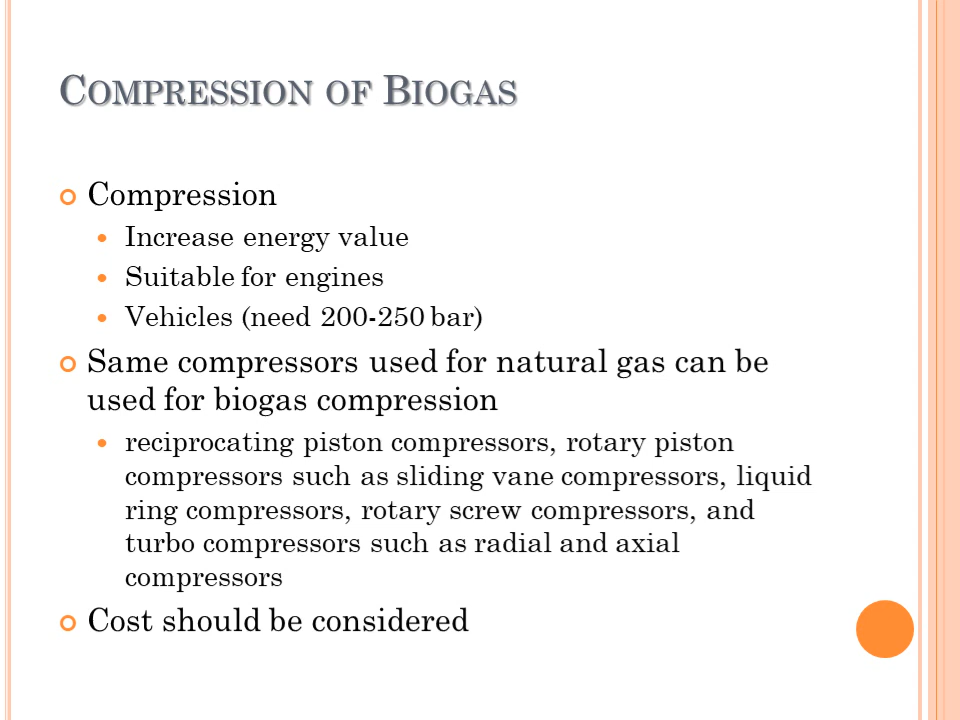 Compression of Biogas
Compression
Increase energy value
Suitable for engines
Vehicles (need 200-250 bar)
Same compressors used for natural gas can be
used for biogas compression
reciprocating piston compressors, rotary piston
compressors such as sliding vane compressors, liquid
ring compressors, rotary screw compressors, and
turbo compressors such as radial and axial
compressors
Cost should be considered